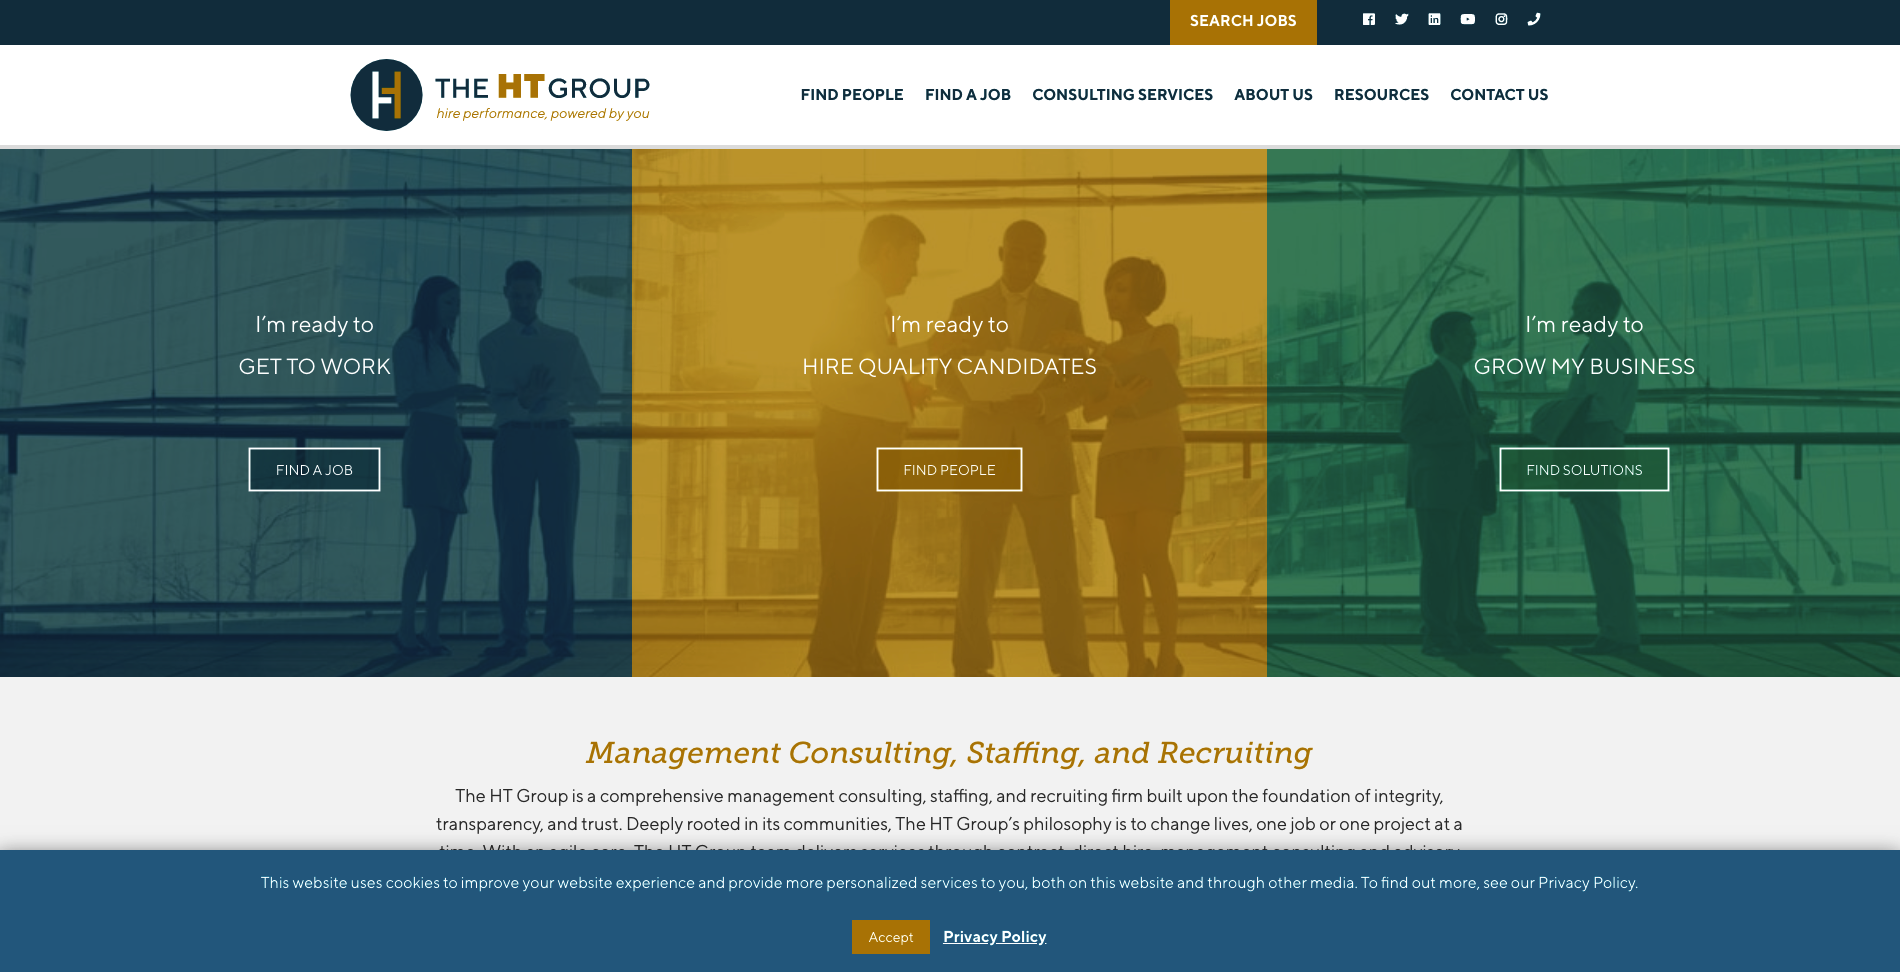 SEARCH JOBS
THE HT GROUP
hire performance, powered by you
FIND PEOPLE FIND A JOB CONSULTING SERVICES ABOUT US RESOURCES CONTACT US
I’m ready to
GET TO WORK
FIND A JOB
I’m ready to
HIRE QUALITY CANDIDATES
FIND PEOPLE
I’m ready to
GROW MY BUSINESS
FIND SOLUTIONS
Management Consulting, Staffing, and Recruiting
The HT Group is a comprehensive management consulting, staffing, and recruiting firm built upon the foundation of integrity,
transparency, and trust. Deeply rooted in its communities, The HT Group’s philosophy is to change lives, one job or one project at a
This website uses cookies to improve your website experience and provide more personalized services to you, both on this website and through other media. To find out more, see our Privacy Policy.
Accept Privacy Policy